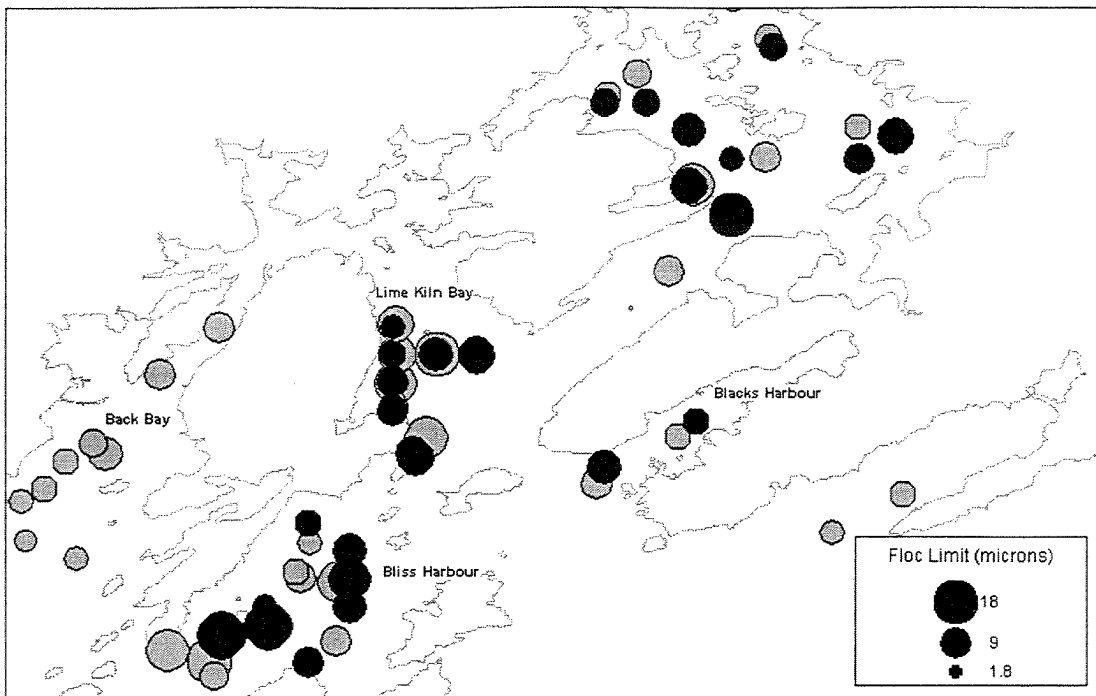 Lime Kiln Bay
Blacks Harbour
Back Bay
Bliss Harbour
Floc Limit (microns)
18
9
1.8